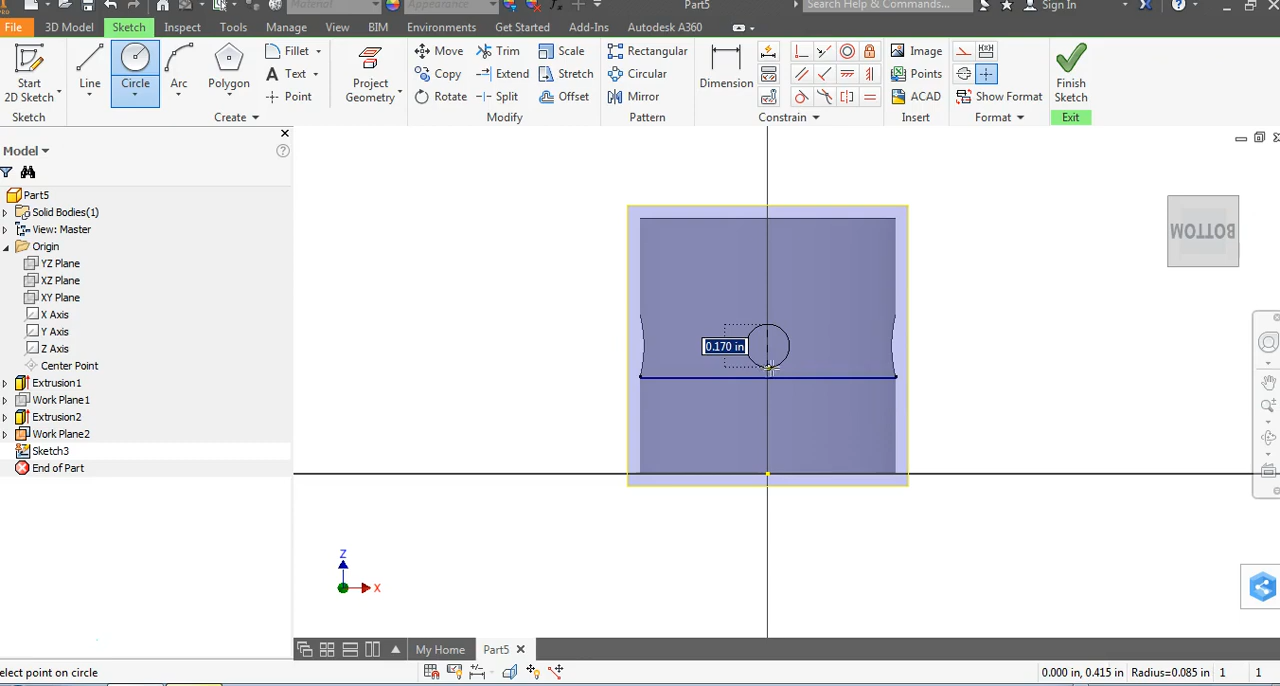 Material
Appearance
Part5
Search Help & Commands...
Sign In
File
3D Model
Sketch
Inspect
Tools
Manage
View
BIM
Environments
Get Started
Add-Ins
Autodesk A360
Start
2D Sketch
Line
Circle
Arc
Polygon
Fillet
Text
Point
Project
Geometry
Move
Copy
Rotate
Trim
Extend
Split
Scale
Stretch
Offset
Rectangular
Circular
Mirror
Dimension
Image
Points
ACAD
Show Format
Finish
Sketch
Sketch
Create
Modify
Pattern
Constrain
Insert
Format
Exit
Model
Part5
Solid Bodies(1)
View: Master
Origin
YZ Plane
XZ Plane
XY Plane
X Axis
Y Axis
Z Axis
Center Point
Extrusion1
Work Plane1
Extrusion2
Work Plane2
Sketch3
End of Part
0.170 in
BOTTOM
Z
X
My Home
Part5
elect point on circle
0.000 in, 0.415 in
Radius=0.085 in
1
1